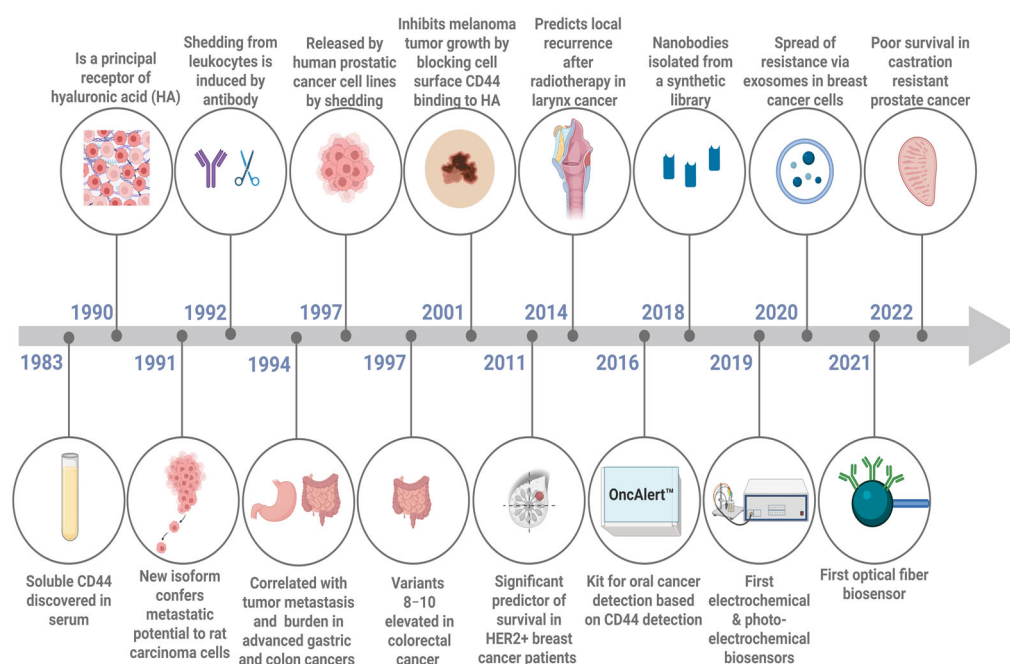 Is a principal
receptor of
hyaluronic acid (HA)
Shedding from
leukocytes is
induced by
antibody
Released by
human prostatic
cancer cell lines
by shedding
Inhibits melanoma
tumor growth by
blocking cell
surface CD44
binding to HA
Predicts local
recurrence
after
radiotherapy in
larynx cancer
Nanobodies
isolated from
a synthetic
library
Spread of
resistance via
exosomes in breast
cancer cells
Poor survival in
castration
resistant
prostate cancer
1990
1992
1997
2001
2014
2018
2020
2022
1983
1991
1994
1997
2011
2016
2019
2021
OncAlert™
Soluble CD44
discovered in
serum
New isoform
confers
metastatic
potential to rat
carcinoma cells
Correlated with
tumor metastasis
and burden in
advanced gastric
and colon cancers
Variants
8–10
elevated in
colorectal
cancer
Significant
predictor of
survival in
HER2+ breast
cancer patients
Kit for oral cancer
detection based
on CD44 detection
First
electrochemical
& photo-
electrochemical
biosensors
First optical fiber
biosensor